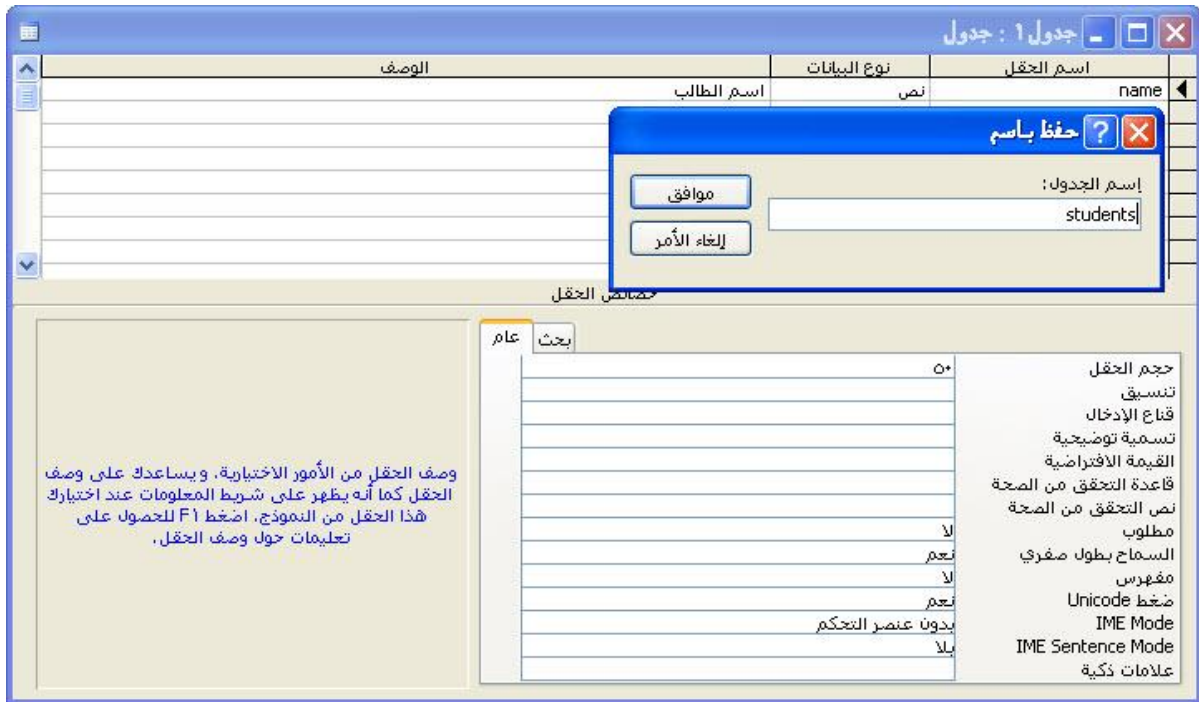 جدول١ : جدول
اسم الحقل نوع البيانات الوصف
name نص اسم الطالب
حفظ باسم
إسم الجدول:
students
موافق
إلغاء الأمر
خصائص الحقل
عام بحث
حجم الحقل ٥٠
تنسيق
قناع الإدخال
تسمية توضيحية
القيمة الافتراضية
قاعدة التحقق من الصحة
نص التحقق من الصحة
مطلوب لا
السماح بطول صفري نعم
مفهرس لا
ضغط Unicode نعم
IME Mode بدون عنصر التحكم
IME Sentence Mode بلا
علامات ذكية
وصف الحقل من الأمور الاختيارية، ويساعدك على وصف
الحقل كما أنه يظهر على شريط المعلومات عند اختيارك
هذا الحقل من النموذج. اضغط F١ للحصول على
تعليمات حول وصف الحقل.